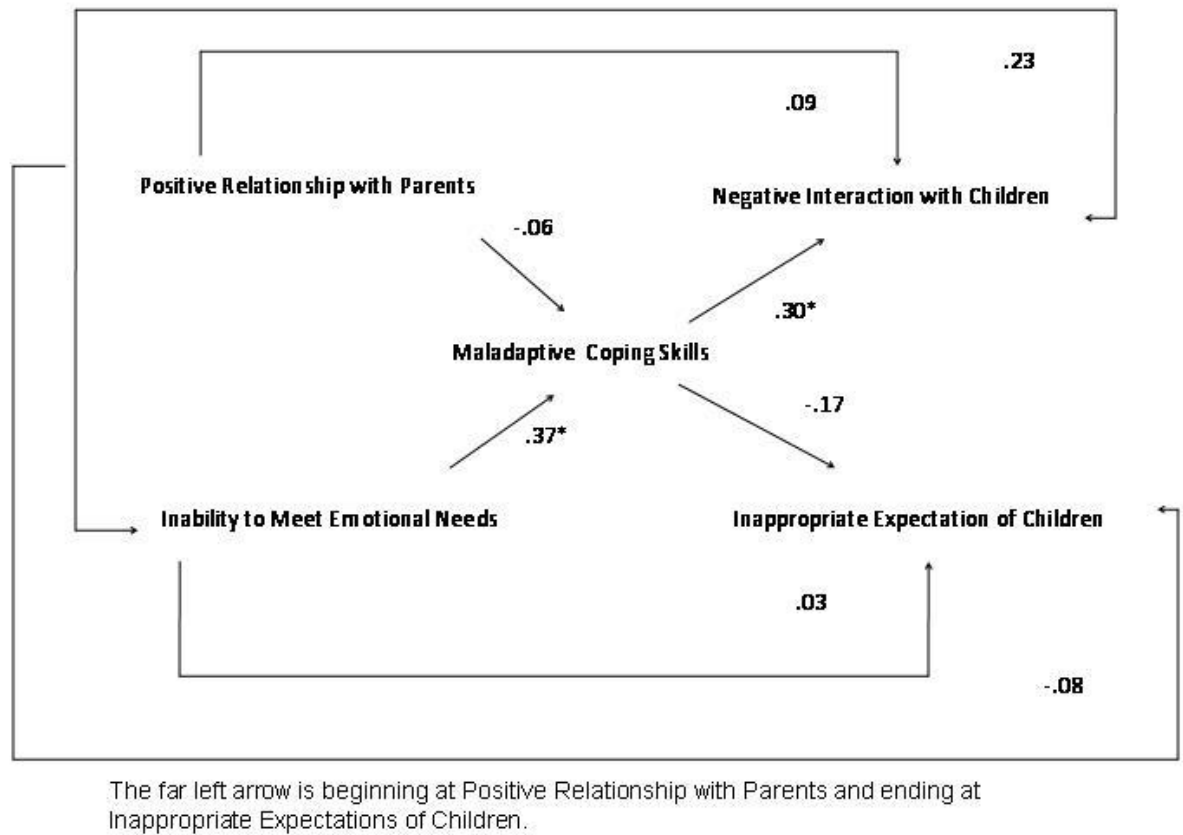 .23
.09
Positive Relationship with Parents
Negative Interaction with Children
-.06
.30*
Maladaptive Coping Skills
-.17
.37*
Inability to Meet Emotional Needs
Inappropriate Expectation of Children
.03
-.08
The far left arrow is beginning at Positive Relationship with Parents and ending at
Inappropriate Expectations of Children.